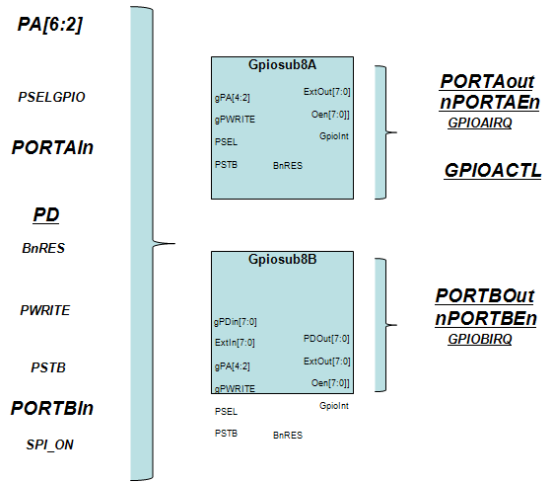 PA[6:2]
PSELGPIO
PORTAIn
PD
BnRES
PWRITE
PSTB
PORTBIn
SPI_ON
Gpiosub8A
gPA[4:2]
gPWRITE
PSEL
PSTB
BnRES
ExtOut[7:0]
Oen[7:0]]
GpioInt
Gpiosub8B
gPDin[7:0]
ExtIn[7:0]
gPA[4:2]
gPWRITE
PSEL
PSTB
BnRES
PDOut[7:0]
ExtOut[7:0]
Oen[7:0]]
GpioInt
PORTAout
nPORTAEn
GPIOAIRQ
GPIOACTL
PORTBOut
nPORTBEn
GPIOBIRQ